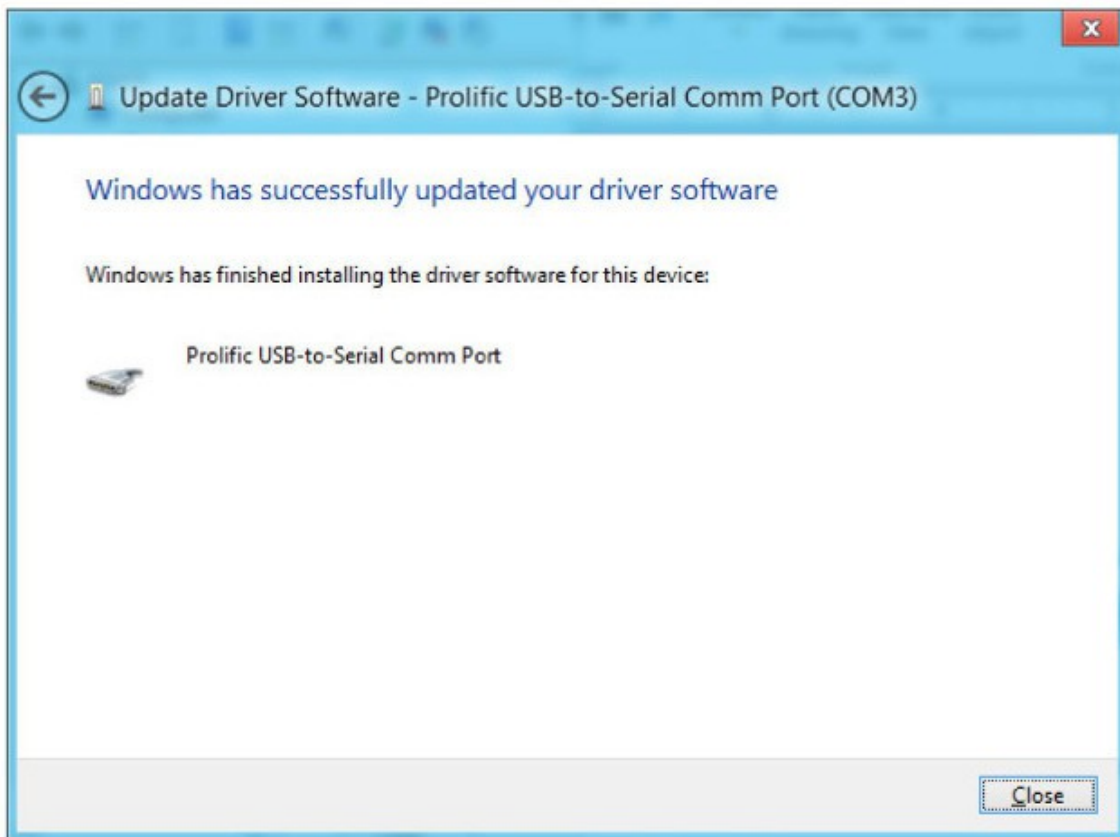 Update Driver Software - Prolific USB-to-Serial Comm Port (COM3)
Windows has successfully updated your driver software
Windows has finished installing the driver software for this device:
Prolific USB-to-Serial Comm Port
Close